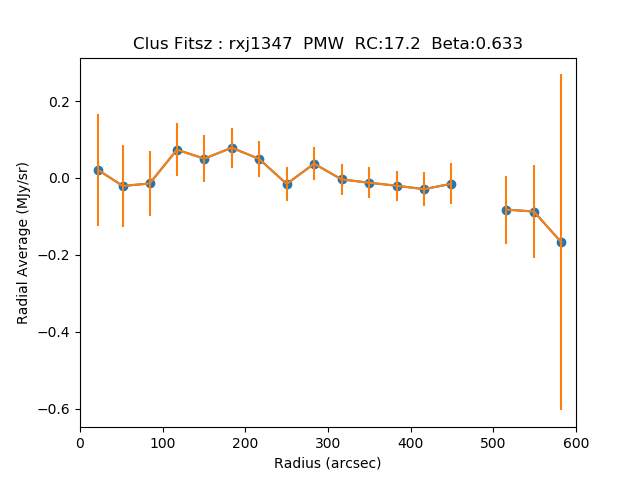 Clus Fitsz : rxj1347  PMW  RC:17.2  Beta:0.633
Radial Average (MJy/sr)
0.2
0.0
−0.2
−0.4
−0.6
0 100 200 300 400 500 600
Radius (arcsec)